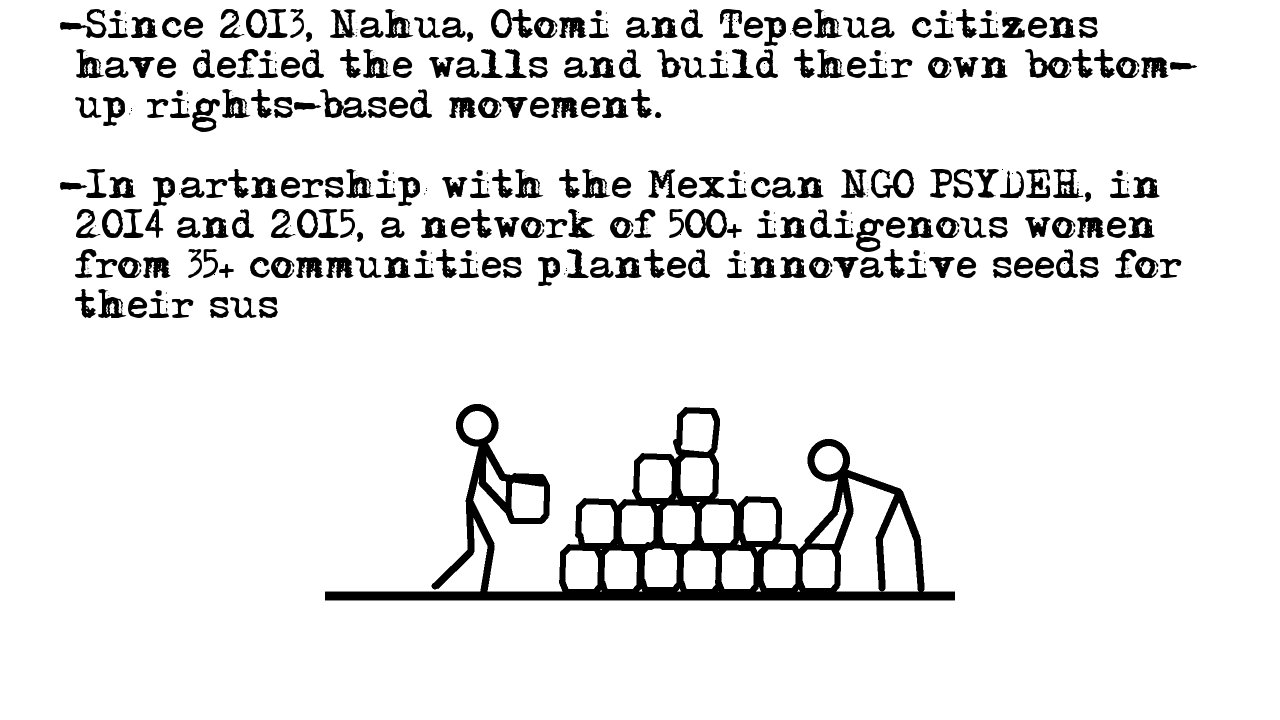 -Since 2013, Nahua, Otomi and Tepehua citizens
have defied the walls and build their own bottom-
up rights-based movement.
-In partnership with the Mexican NGO PSYDEH, in
2014 and 2015, a network of 500+ indigenous women
from 35+ communities planted innovative seeds for
their sus